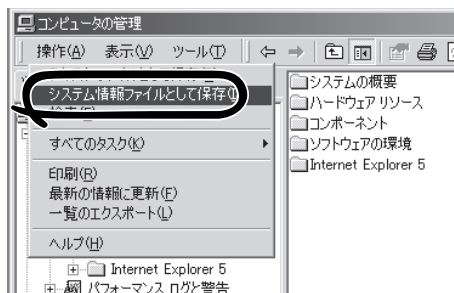 コンピュータの管理
操作(A) 表示(V) ツール(T)
システム情報ファイルとして保存(I)
すべてのタスク(K)
印刷(R)
最新の情報に更新(F)
一覧のエクスポート(L)
ヘルプ(H)
Internet Explorer 5
パフォーマンス ログと警告
システムの概要
ハードウェア リソース
コンポーネント
ソフトウェアの環境
Internet Explorer 5